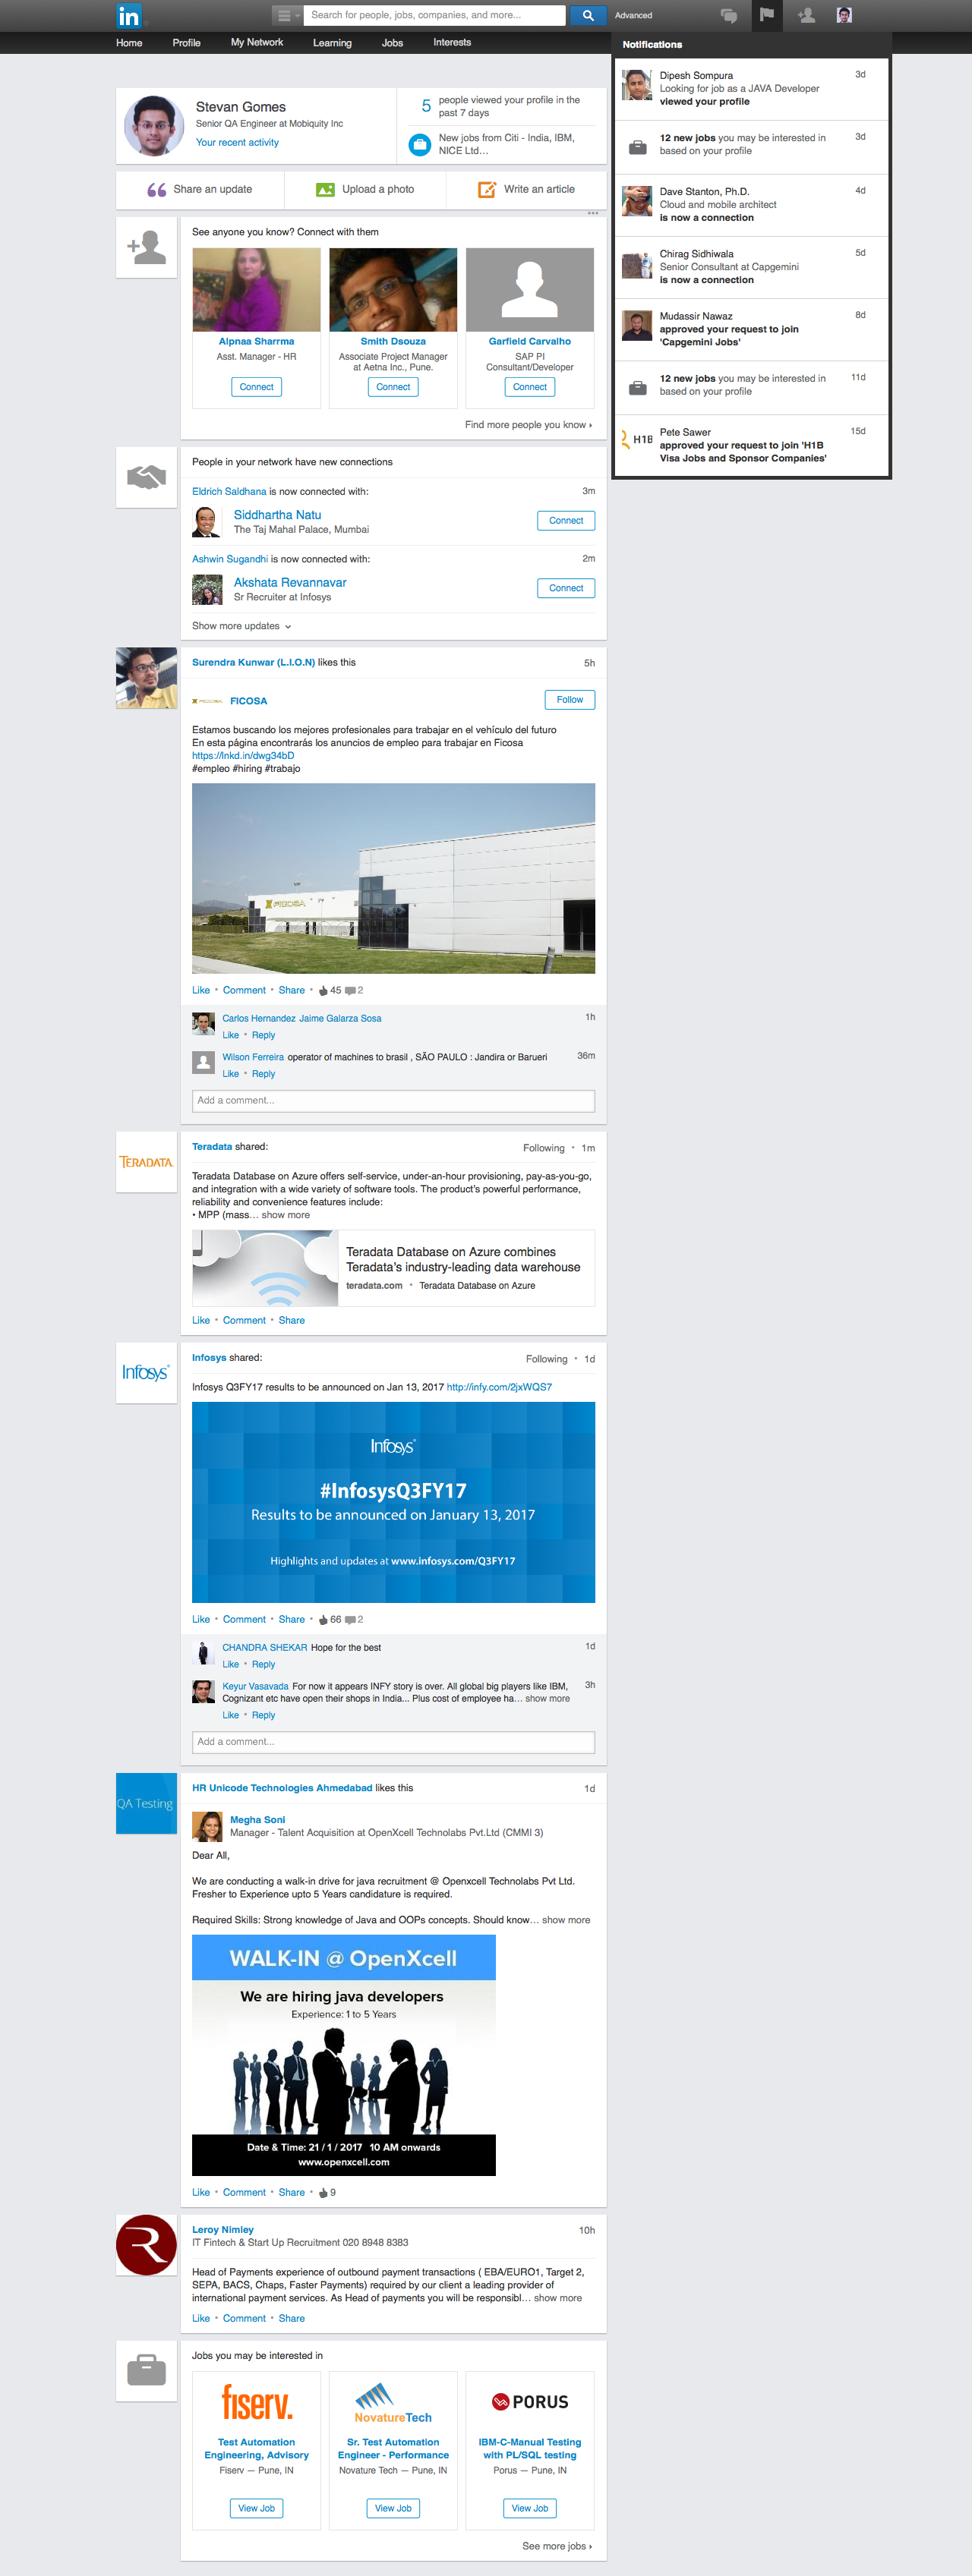 in
Search for people, jobs, companies, and more...
Advanced
Home
Profile
My Network
Learning
Jobs
Interests
Notifications
Dipesh Sompura
3d
Looking for job as a JAVA Developer
viewed your profile
12 new jobs you may be interested in
3d
based on your profile
Dave Stanton, Ph.D.
4d
Cloud and mobile architect
is now a connection
Chirag Sidhiwala
5d
Senior Consultant at Capgemini
is now a connection
Mudassir Nawaz
8d
approved your request to join
'Capgemini Jobs'
12 new jobs you may be interested in
11d
based on your profile
H1B
Pete Sawer
15d
approved your request to join 'H1B
Visa Jobs and Sponsor Companies'
Stevan Gomes
Senior QA Engineer at Mobiquity Inc
Your recent activity
5
people viewed your profile in the
past 7 days
New jobs from Citi - India, IBM,
NICE Ltd...
Share an update
Upload a photo
Write an article
See anyone you know? Connect with them
Alpnaa Sharrma
Asst. Manager - HR
Connect
Smith Dsouza
Associate Project Manager
at Aetna Inc., Pune.
Connect
Garfield Carvalho
SAP PI
Consultant/Developer
Connect
Find more people you know ›
People in your network have new connections
Eldrich Saldhana is now connected with:
3m
Siddhartha Natu
The Taj Mahal Palace, Mumbai
Connect
Ashwin Sugandhi is now connected with:
2m
Akshata Revannavar
Sr Recruiter at Infosys
Connect
Show more updates
Surendra Kunwar (L.I.O.N) likes this
5h
FICOSA
FICOSA
Follow
Estamos buscando los mejores profesionales para trabajar en el vehículo del futuro
En esta página encontrarás los anuncios de empleo para trabajar en Ficosa
https://lnkd.in/dwg34bD
#empleo #hiring #trabajo
FICOSA
Like • Comment • Share • 45 2
Carlos Hernandez Jaime Galarza Sosa
1h
Like • Reply
Wilson Ferreira operator of machines to brasil , SÃO PAULO : Jandira or Barueri
36m
Like • Reply
Add a comment...
TERADATA
Teradata shared:
Following • 1m
Teradata Database on Azure offers self-service, under-an-hour provisioning, pay-as-you-go,
and integration with a wide variety of software tools. The product's powerful performance,
reliability and convenience features include:
• MPP (mass... show more
Teradata Database on Azure combines
Teradata's industry-leading data warehouse
teradata.com • Teradata Database on Azure
Like • Comment • Share
Infosys
Infosys shared:
Following • 1d
Infosys Q3FY17 results to be announced on Jan 13, 2017 http://infy.com/2jxWQS7
Infosys
#InfosysQ3FY17
Results to be announced on January 13, 2017
Highlights and updates at www.infosys.com/Q3FY17
Like • Comment • Share • 66 2
CHANDRA SHEKAR Hope for the best
1d
Like • Reply
Keyur Vasavada For now it appears INFY story is over. All global big players like IBM,
3h
Cognizant etc have open their shops in India... Plus cost of employee ha... show more
Like • Reply
Add a comment...
QA Testing
HR Unicode Technologies Ahmedabad likes this
1d
Megha Soni
Manager - Talent Acquisition at OpenXcell Technolabs Pvt.Ltd (CMMI 3)
Dear All,
We are conducting a walk-in drive for java recruitment @ Openxcell Technolabs Pvt Ltd.
Fresher to Experience upto 5 Years candidature is required.
Required Skills: Strong knowledge of Java and OOPs concepts. Should know... show more
WALK-IN @ OpenXcell
We are hiring java developers
Experience: 1 to 5 Years
Date & Time: 21 / 1 / 2017 10 AM onwards
www.openxcell.com
Like • Comment • Share • 9
R
Leroy Nimley
10h
IT Fintech & Start Up Recruitment 020 8948 8383
Head of Payments experience of outbound payment transactions ( EBA/EURO1, Target 2,
SEPA, BACS, Chaps, Faster Payments) required by our client a leading provider of
international payment services. As Head of payments you will be responsibl... show more
Like • Comment • Share
Jobs you may be interested in
fiserv.
Test Automation
Engineering, Advisory
Fiserv — Pune, IN
View Job
NovatureTech
Sr. Test Automation
Engineer - Performance
Novature Tech — Pune, IN
View Job
PORUS
IBM-C-Manual Testing
with PL/SQL testing
Porus — Pune, IN
View Job
See more jobs ›